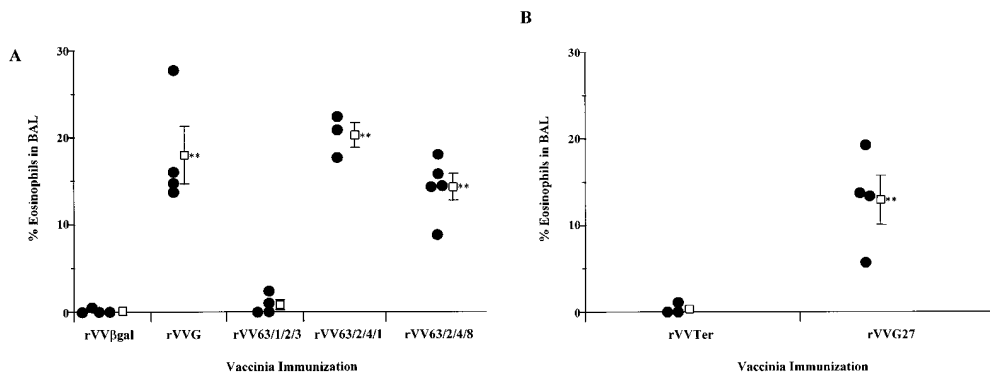 A
30
20
10
0
% Eosinophils in BAL
**
**
**
rVVβgal rVVG rVV63/1/2/3 rVV63/2/4/1 rVV63/2/4/8
Vaccinia Immunization
B
30
20
10
0
% Eosinophils in BAL
**
rVVTer rVVG27
Vaccinia Immunization